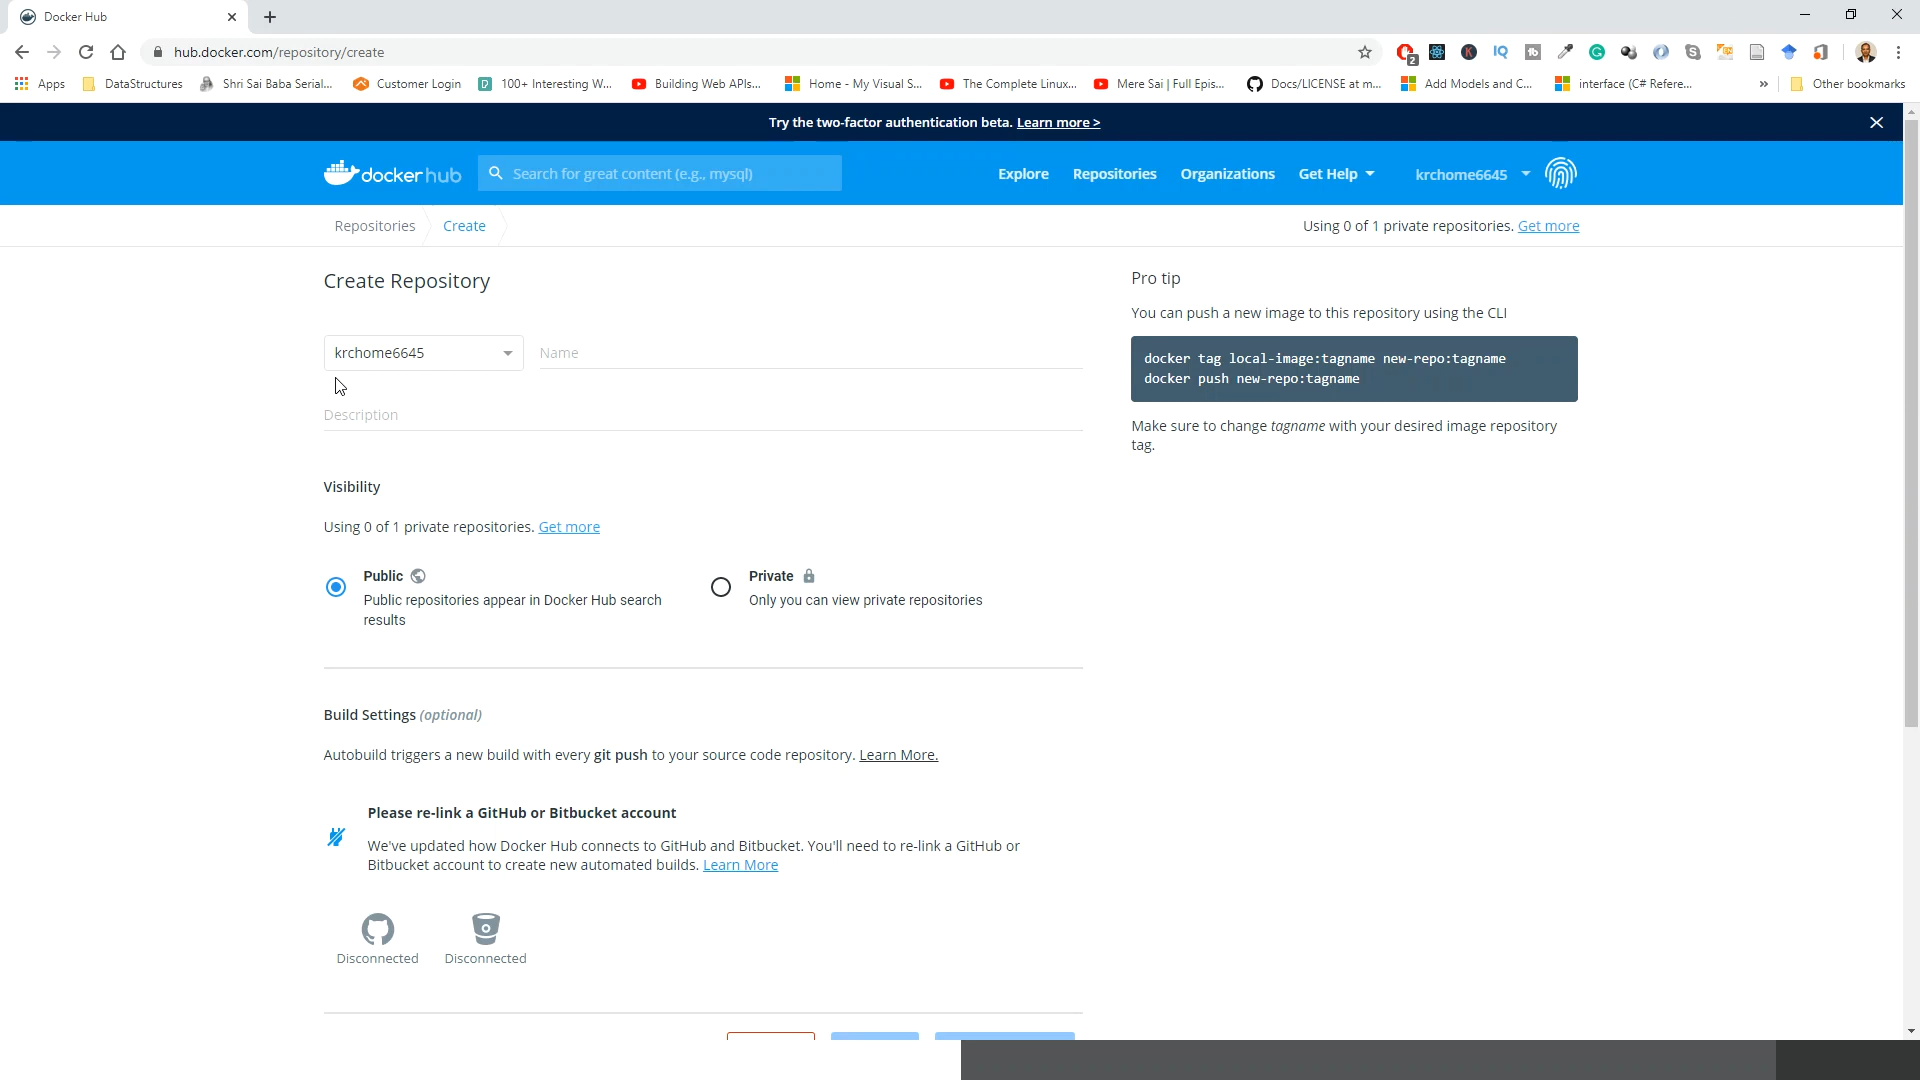 Docker Hub
hub.docker.com/repository/create
2
Apps
DataStructures
Shri Sai Baba Serial...
Customer Login
100+ Interesting W...
Building Web APIs...
Home - My Visual S...
The Complete Linux...
Mere Sai | Full Epis...
Docs/LICENSE at m...
Add Models and C...
interface (C# Refere...
»
Other bookmarks
Try the two-factor authentication beta. Learn more >
docker hub
Search for great content (e.g., mysql)
Explore
Repositories
Organizations
Get Help
krchome6645
Repositories
Create
Using 0 of 1 private repositories. Get more
Create Repository
krchome6645
Name
Description
Visibility
Using 0 of 1 private repositories. Get more
Public
Public repositories appear in Docker Hub search
results
Private
Only you can view private repositories
Build Settings (optional)
Autobuild triggers a new build with every git push to your source code repository. Learn More.
Please re-link a GitHub or Bitbucket account
We've updated how Docker Hub connects to GitHub and Bitbucket. You'll need to re-link a GitHub or
Bitbucket account to create new automated builds. Learn More
Disconnected
Disconnected
Pro tip
You can push a new image to this repository using the CLI
docker tag local-image:tagname new-repo:tagname
docker push new-repo:tagname
Make sure to change tagname with your desired image repository
tag.